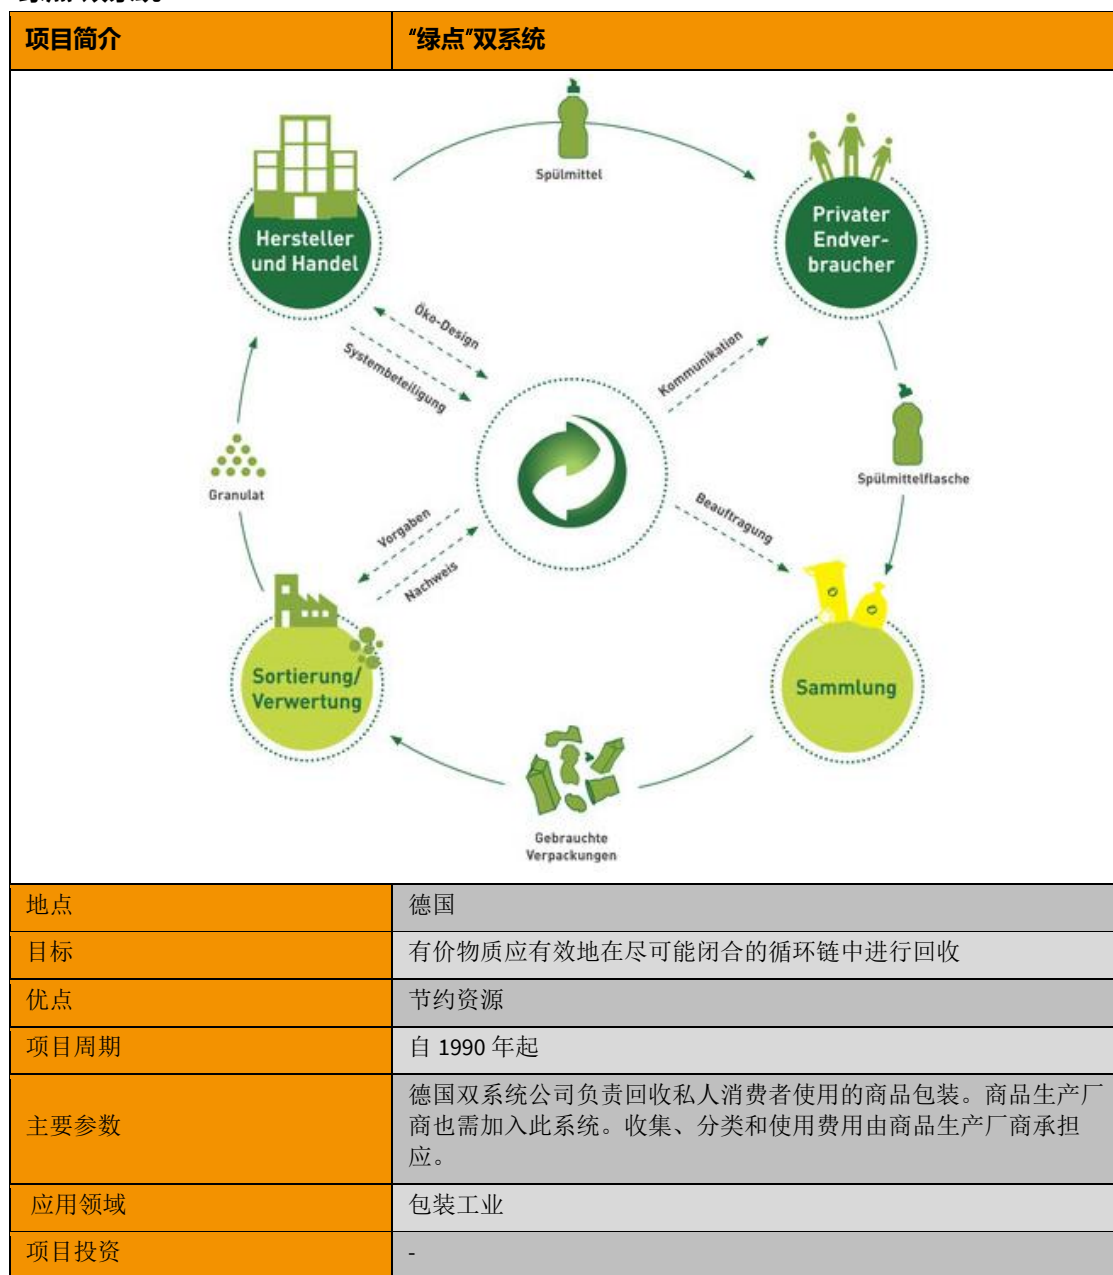 项目简介
“绿点”双系统
Spülmittel
Privater
Endver-
braucher
Hersteller
und Handel
Öko-Design
Systembeteiligung
Kommunikation
Granulat
Spülmittelflasche
Vorgaben
Nachweis
Beauftragung
Sortierung/
Verwertung
Sammlung
Gebrauchte
Verpackungen
地点
德国
目标
有价物质应有效地在尽可能闭合的循环链中进行回收
优点
节约资源
项目周期
自 1990 年起
主要参数
德国双系统公司负责回收私人消费者使用的商品包装。商品生产厂
商也需加入此系统。收集、分类和使用费用由商品生产厂商承担
应。
应用领域
包装工业
项目投资
-